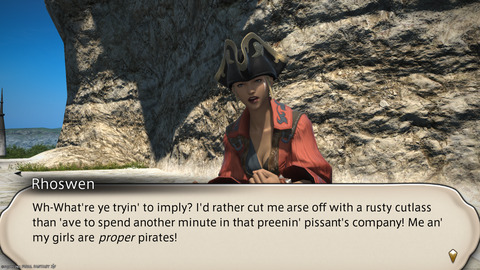 Rhoswen
Wh-What're ye tryin' to imply? I'd rather cut me arse off with a rusty cutlass
than 'ave to spend another minute in that preenin' pissant's company! Me an'
my girls are proper pirates!